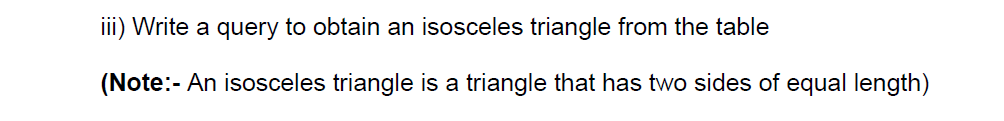 iii) Write a query to obtain an isosceles triangle from the table
(Note:- An isosceles triangle is a triangle that has two sides of equal length)